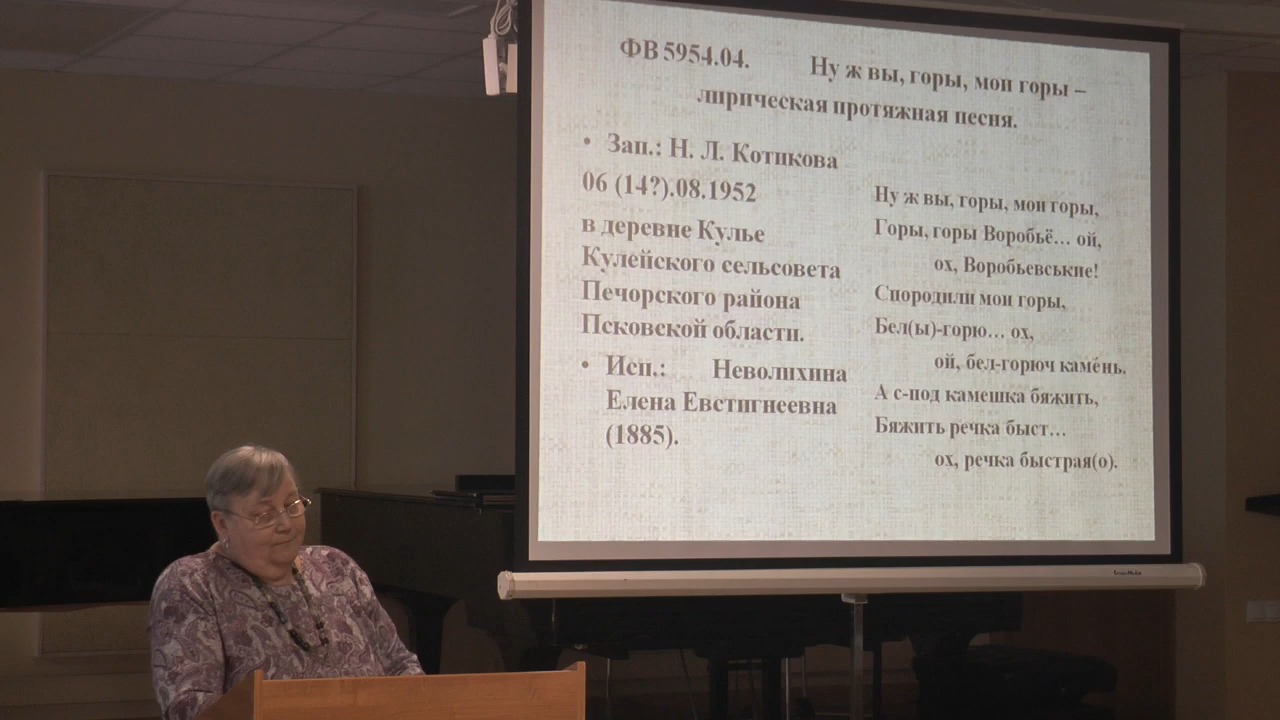 ФВ 5954.04. Ну ж вы, горы, мои горы –
лирическая протяжная песня.
• Зап.: Н. Л. Котикова
06 (14?).08.1952
в деревне Кулье
Кулейского сельсовета
Печорского района
Псковской области.
• Исп.: Неволихина
Елена Евстигнеевна
(1885).
Ну ж вы, горы, мои горы,
Горы, горы Воробьё... ой,
ох, Воробьевськие!
Спородили мои горы,
Бел(ы)-горю... ох,
ой, бел-горюч каме́нь.
А с-под камешка бяжить,
Бяжить речка быст...
ох, речка быстрая(о).